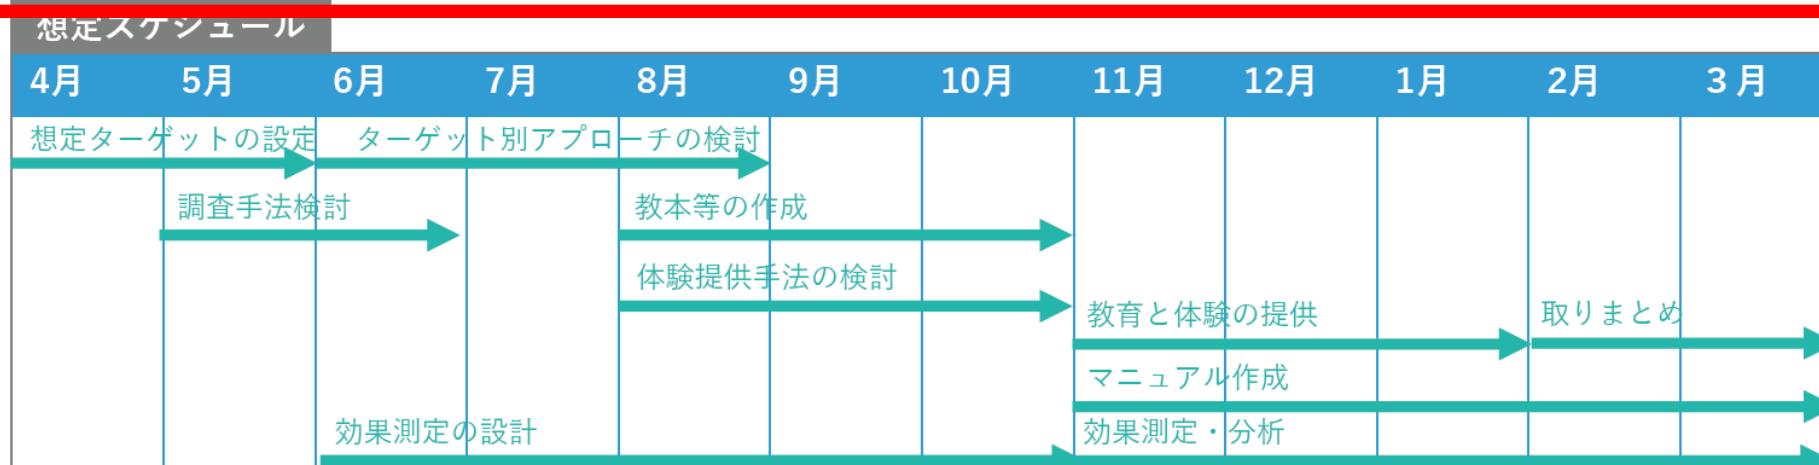 想定スケジュール
4月 5月 6月 7月 8月 9月 10月 11月 12月 1月 2月 3月
想定ターゲットの設定 ターゲット別アプローチの検討
調査手法検討 教本等の作成
体験提供手法の検討
教育と体験の提供 取りまとめ
マニュアル作成
効果測定の設計 効果測定・分析